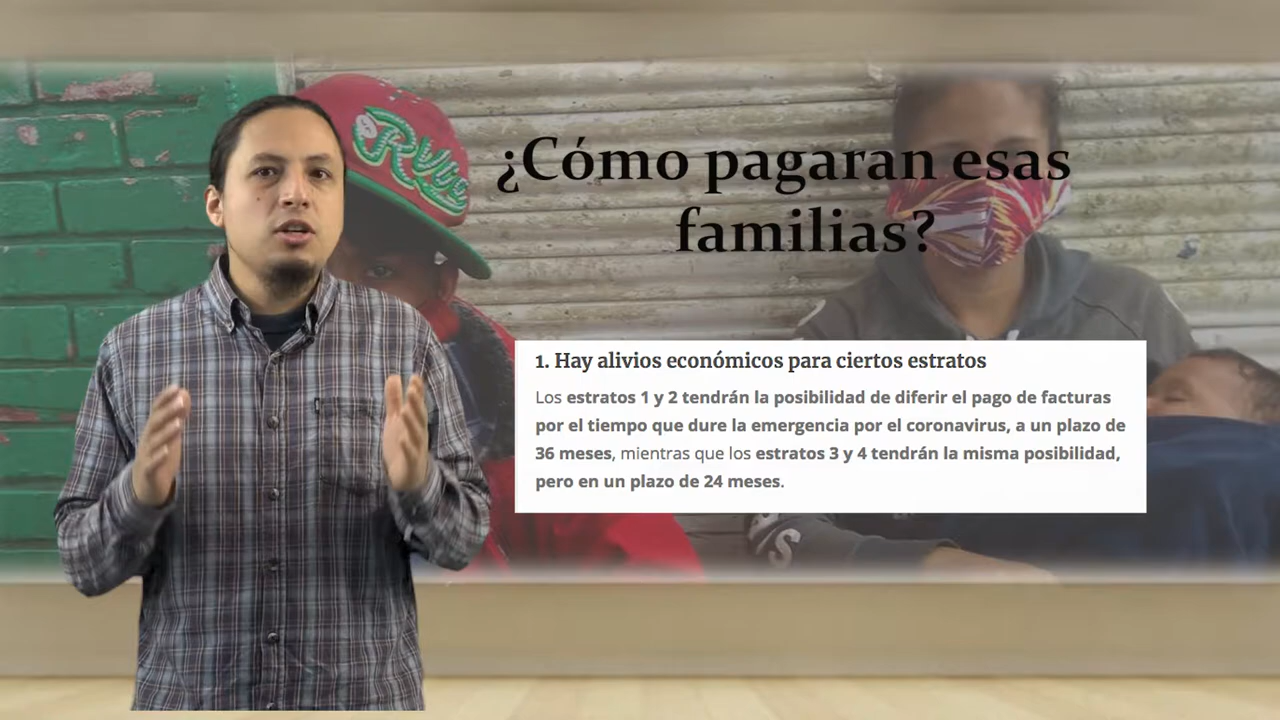 ¿Cómo pagaran esas
familias?
1. Hay alivios económicos para ciertos estratos
Los estratos 1 y 2 tendrán la posibilidad de diferir el pago de facturas
por el tiempo que dure la emergencia por el coronavirus, a un plazo de
36 meses, mientras que los estratos 3 y 4 tendrán la misma posibilidad,
pero en un plazo de 24 meses.